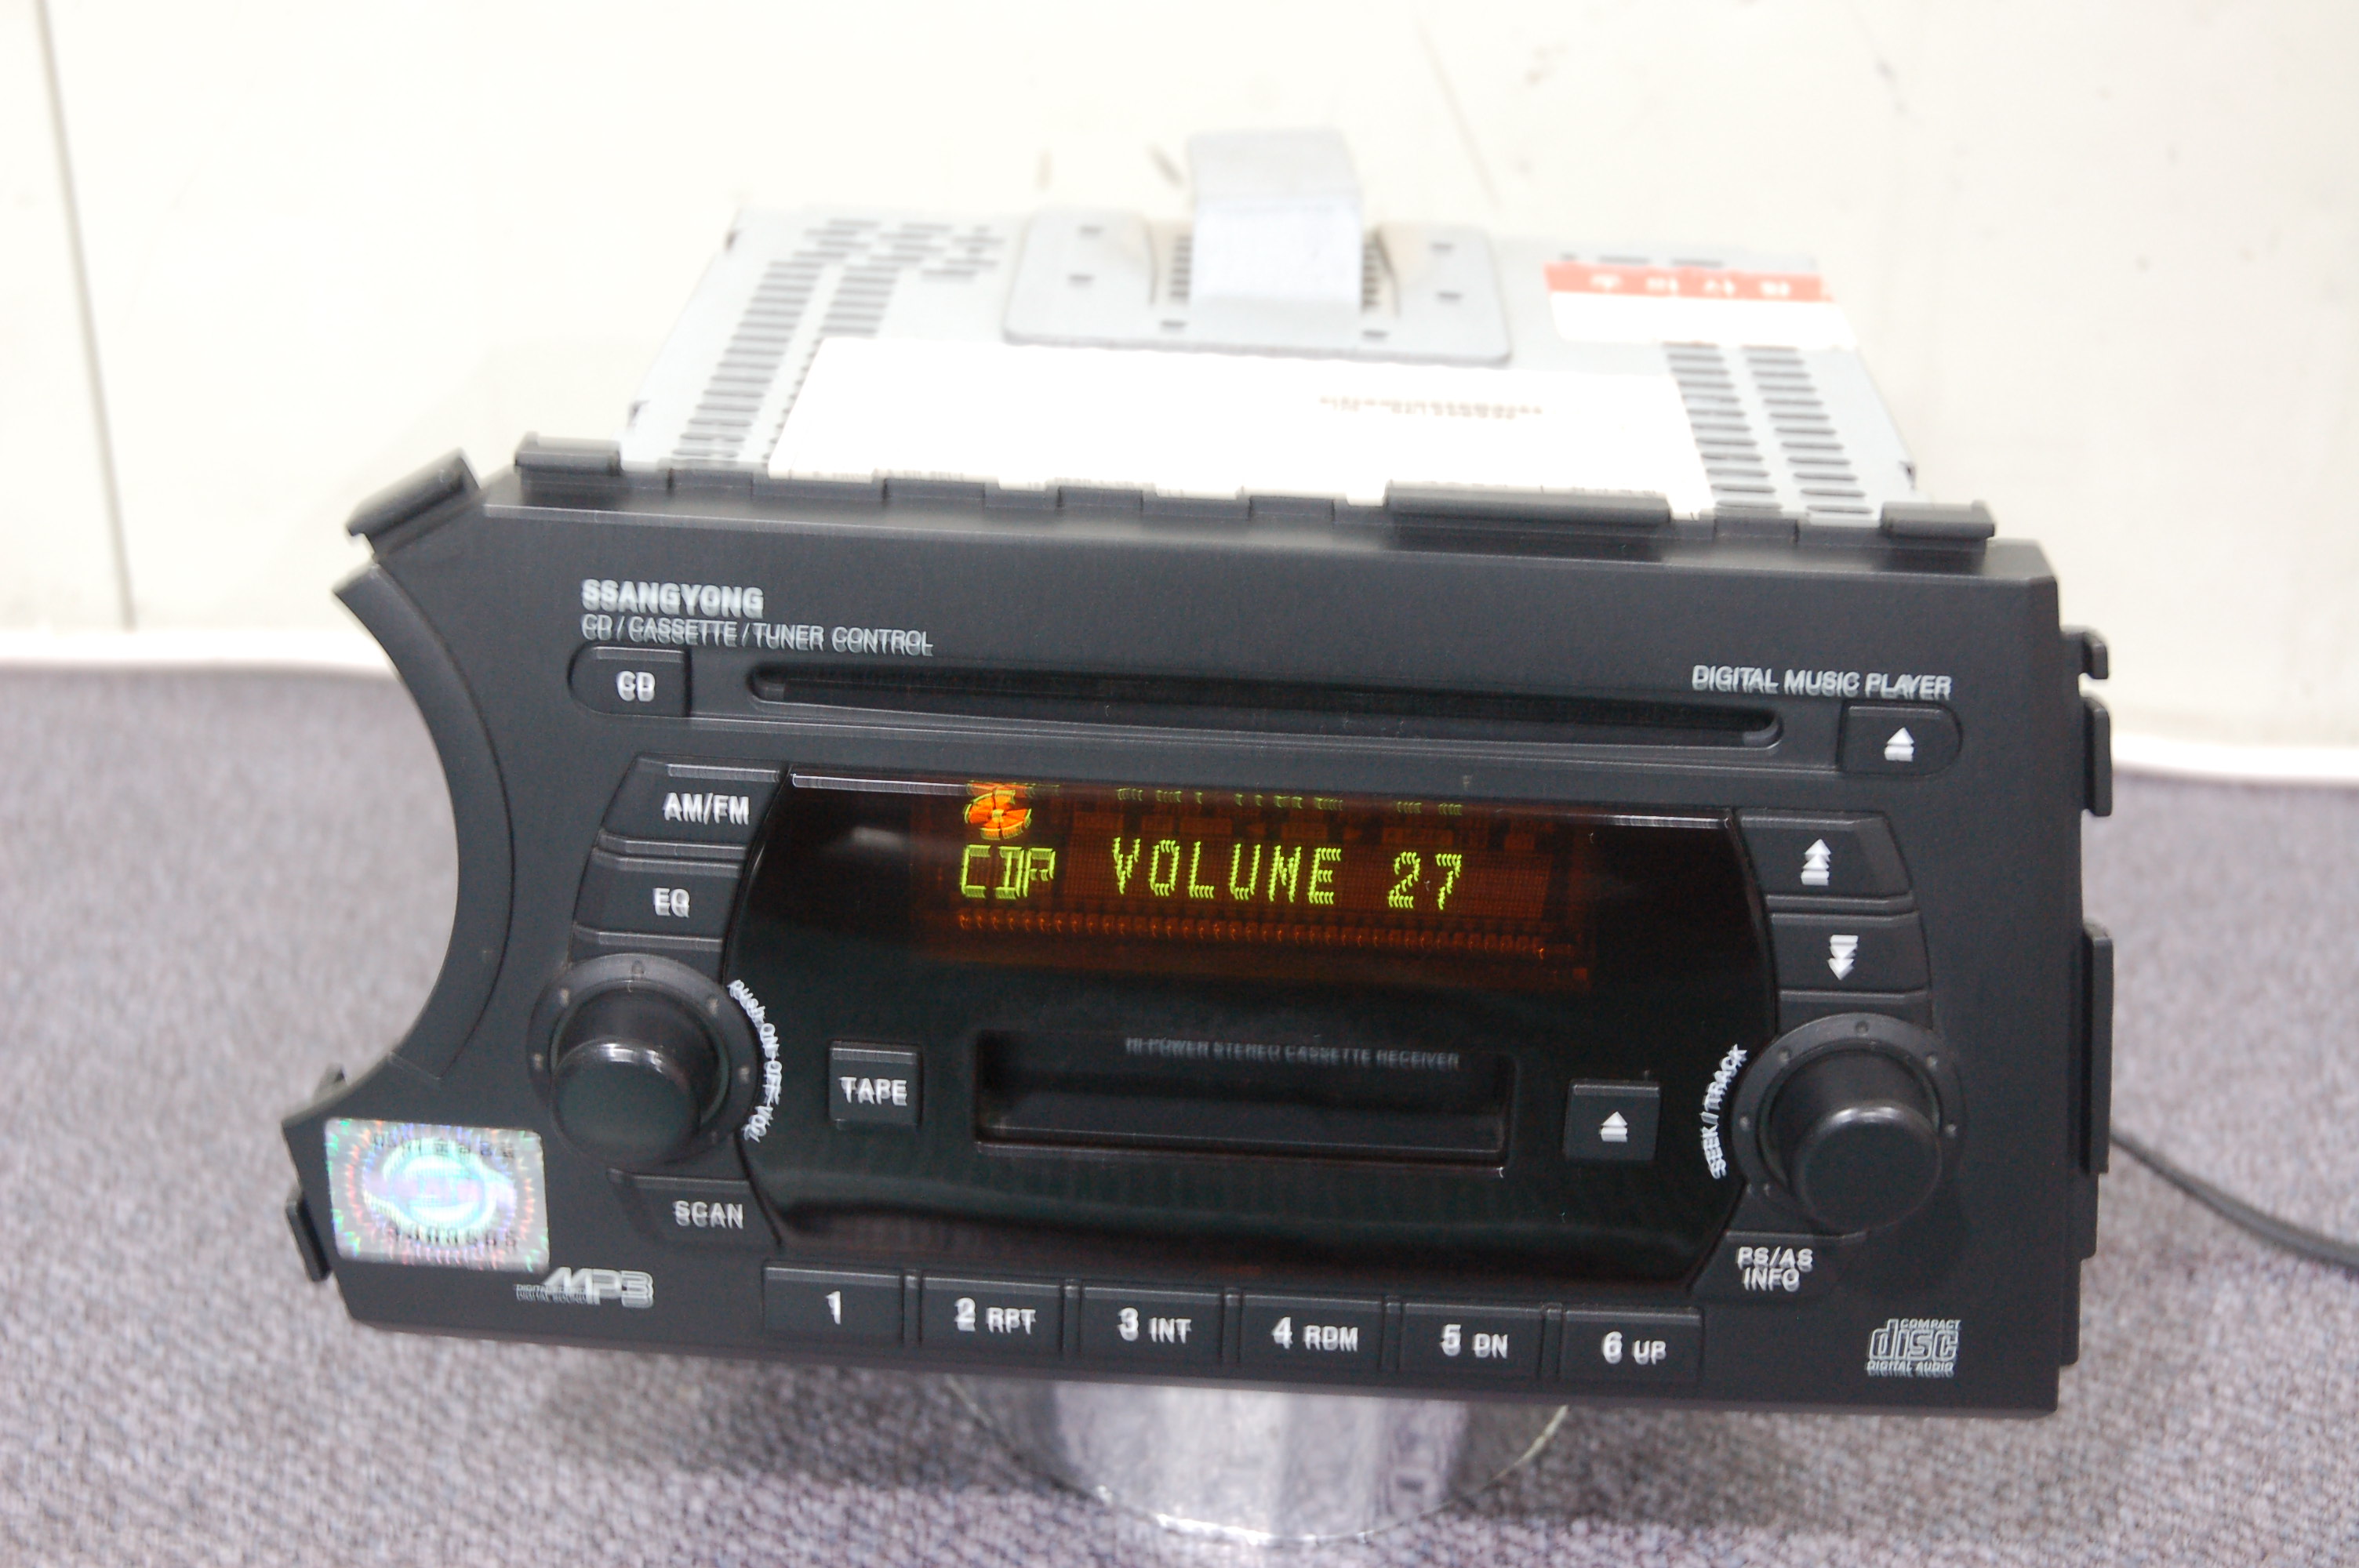 SSANGYONG
CD / CASSETTE / TUNER CONTROL
CD
DIGITAL MUSIC PLAYER
AM/FM
CDP VOLUME 27
EQ
PUSH ON·OFF·VOL
HI-POWER STEREO CASSETTE RECEIVER
TAPE
SEEK/TRACK
SCAN
PS/AS
INFO
MP3
DIGITAL SOUND
1
2 RPT
3 INT
4 RDM
5 DN
6 UP
COMPACT
disc
DIGITAL AUDIO